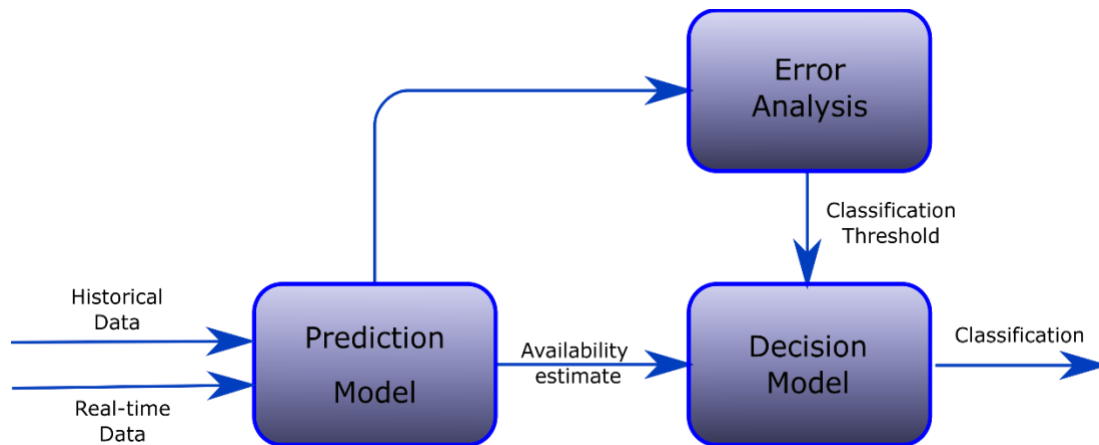 Error
Analysis
Classification
Threshold
Historical
Data
Prediction
Model
Availability
estimate
Decision
Model
Classification
Real-time
Data